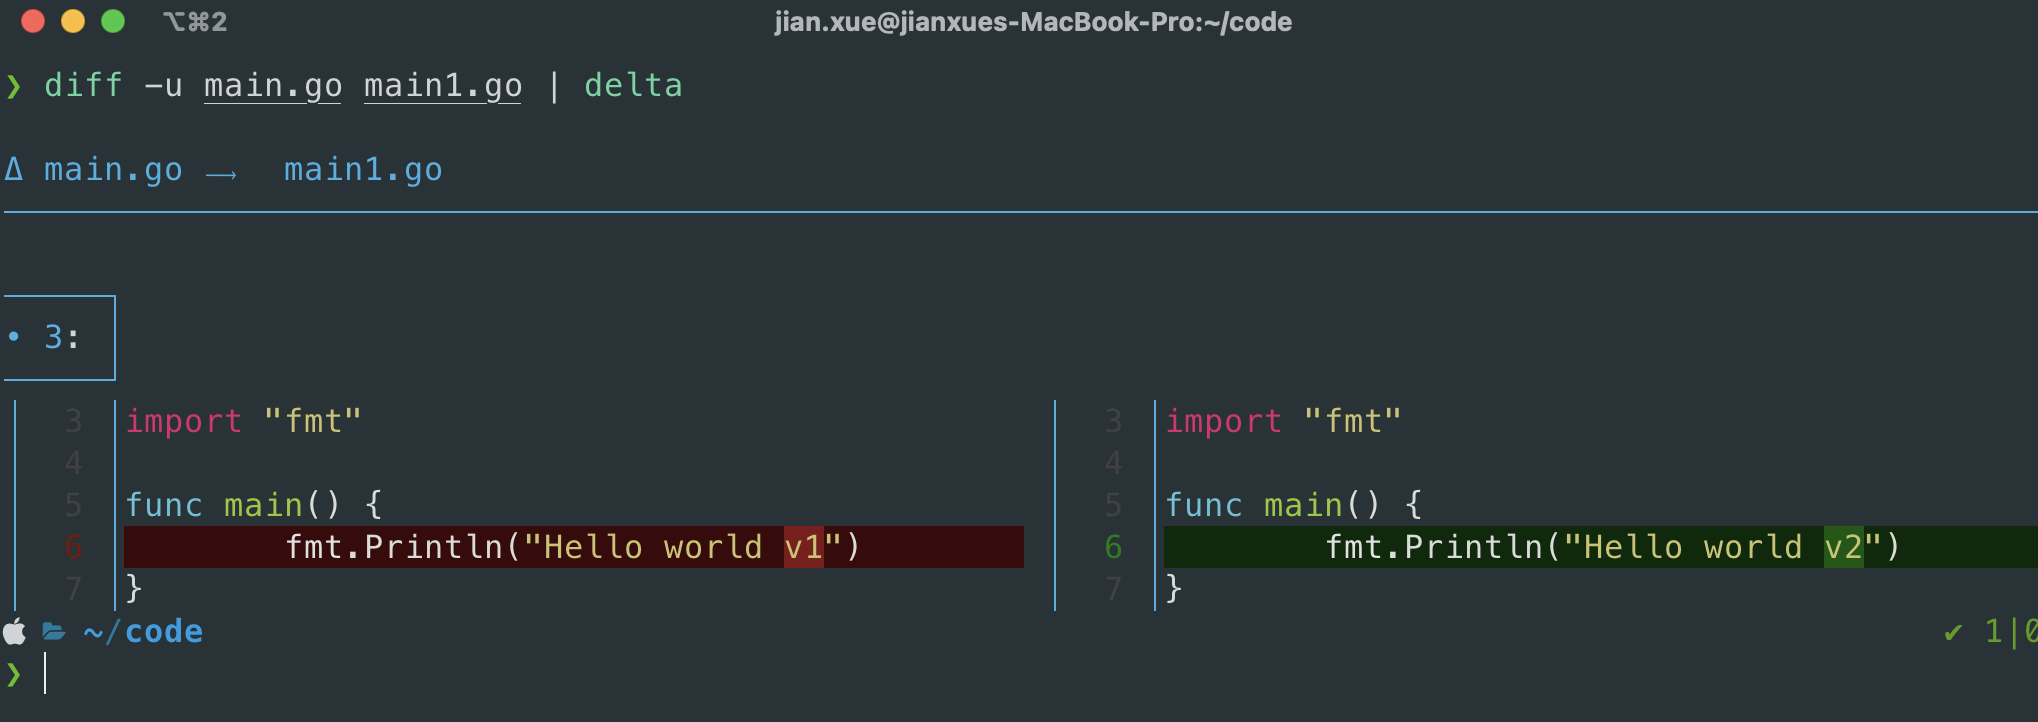 ⌥⌘2 jian.xue@jianxues-MacBook-Pro:~/code
❯ diff -u main.go main1.go | delta
Δ main.go ⟶ main1.go
• 3:
3 import "fmt" 3 import "fmt"
4 4
5 func main() { 5 func main() {
6 fmt.Println("Hello world v1") 6 fmt.Println("Hello world v2")
7 } 7 }
~/code ✔ 1|0
❯